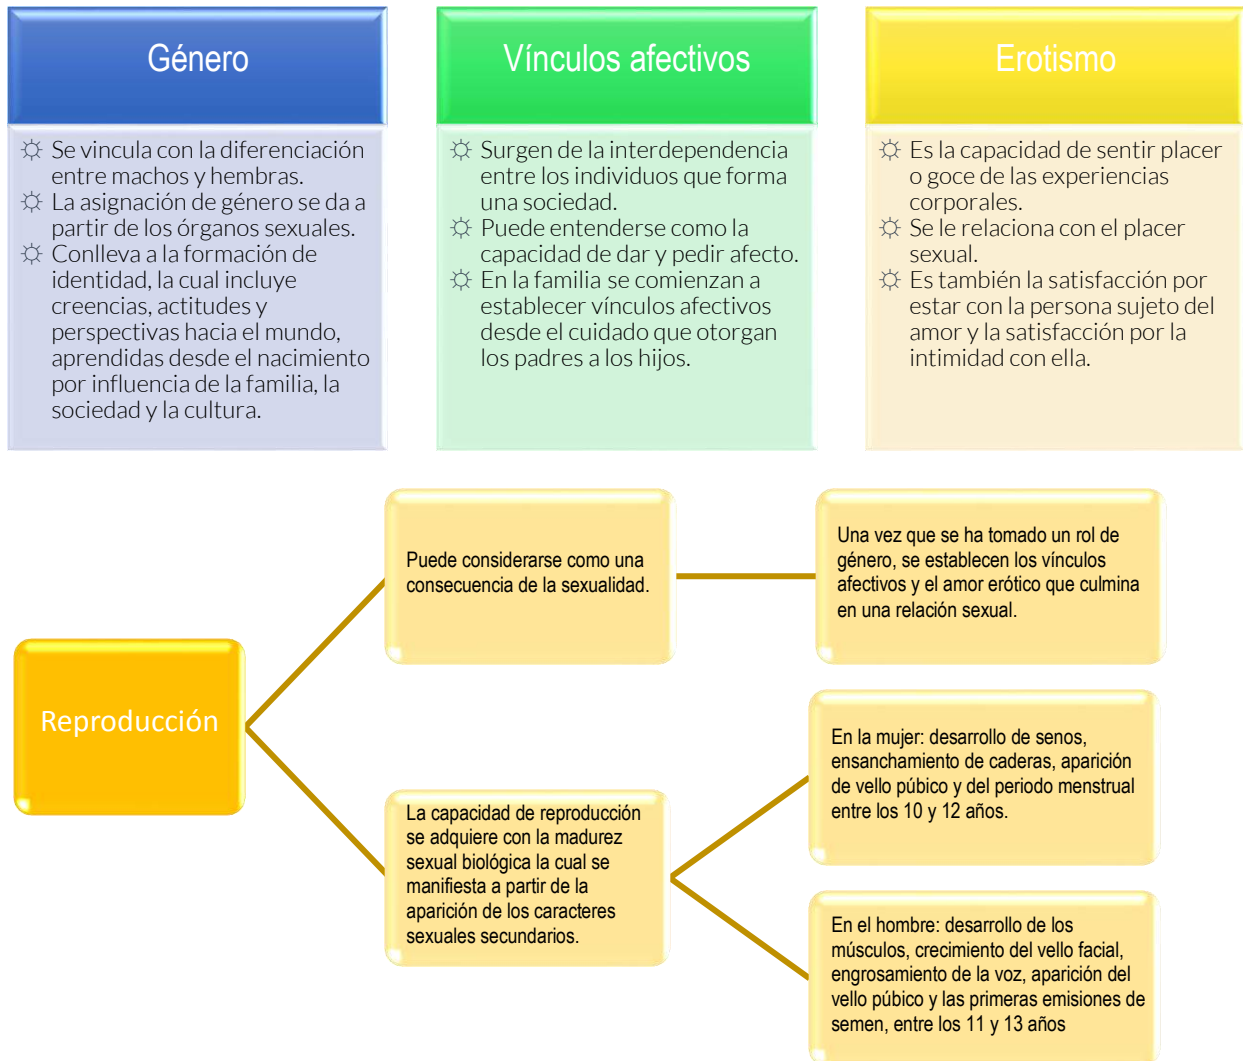 Género
☼ Se vincula con la diferenciación
entre machos y hembras.
☼ La asignación de género se da a
partir de los órganos sexuales.
☼ Conlleva a la formación de
identidad, la cual incluye
creencias, actitudes y
perspectivas hacia el mundo,
aprendidas desde el nacimiento
por influencia de la familia, la
sociedad y la cultura.
Vínculos afectivos
☼ Surgen de la interdependencia
entre los individuos que forma
una sociedad.
☼ Puede entenderse como la
capacidad de dar y pedir afecto.
☼ En la familia se comienzan a
establecer vínculos afectivos
desde el cuidado que otorgan
los padres a los hijos.
Erotismo
☼ Es la capacidad de sentir placer
o goce de las experiencias
corporales.
☼ Se le relaciona con el placer
sexual.
☼ Es también la satisfacción por
estar con la persona sujeto del
amor y la satisfacción por la
intimidad con ella.
Reproducción
Puede considerarse como una
consecuencia de la sexualidad.
Una vez que se ha tomado un rol de
género, se establecen los vínculos
afectivos y el amor erótico que culmina
en una relación sexual.
La capacidad de reproducción
se adquiere con la madurez
sexual biológica la cual se
manifiesta a partir de la
aparición de los caracteres
sexuales secundarios.
En la mujer: desarrollo de senos,
ensanchamiento de caderas, aparición
de vello púbico y del periodo menstrual
entre los 10 y 12 años.
En el hombre: desarrollo de los
músculos, crecimiento del vello facial,
engrosamiento de la voz, aparición del
vello púbico y las primeras emisiones de
semen, entre los 11 y 13 años